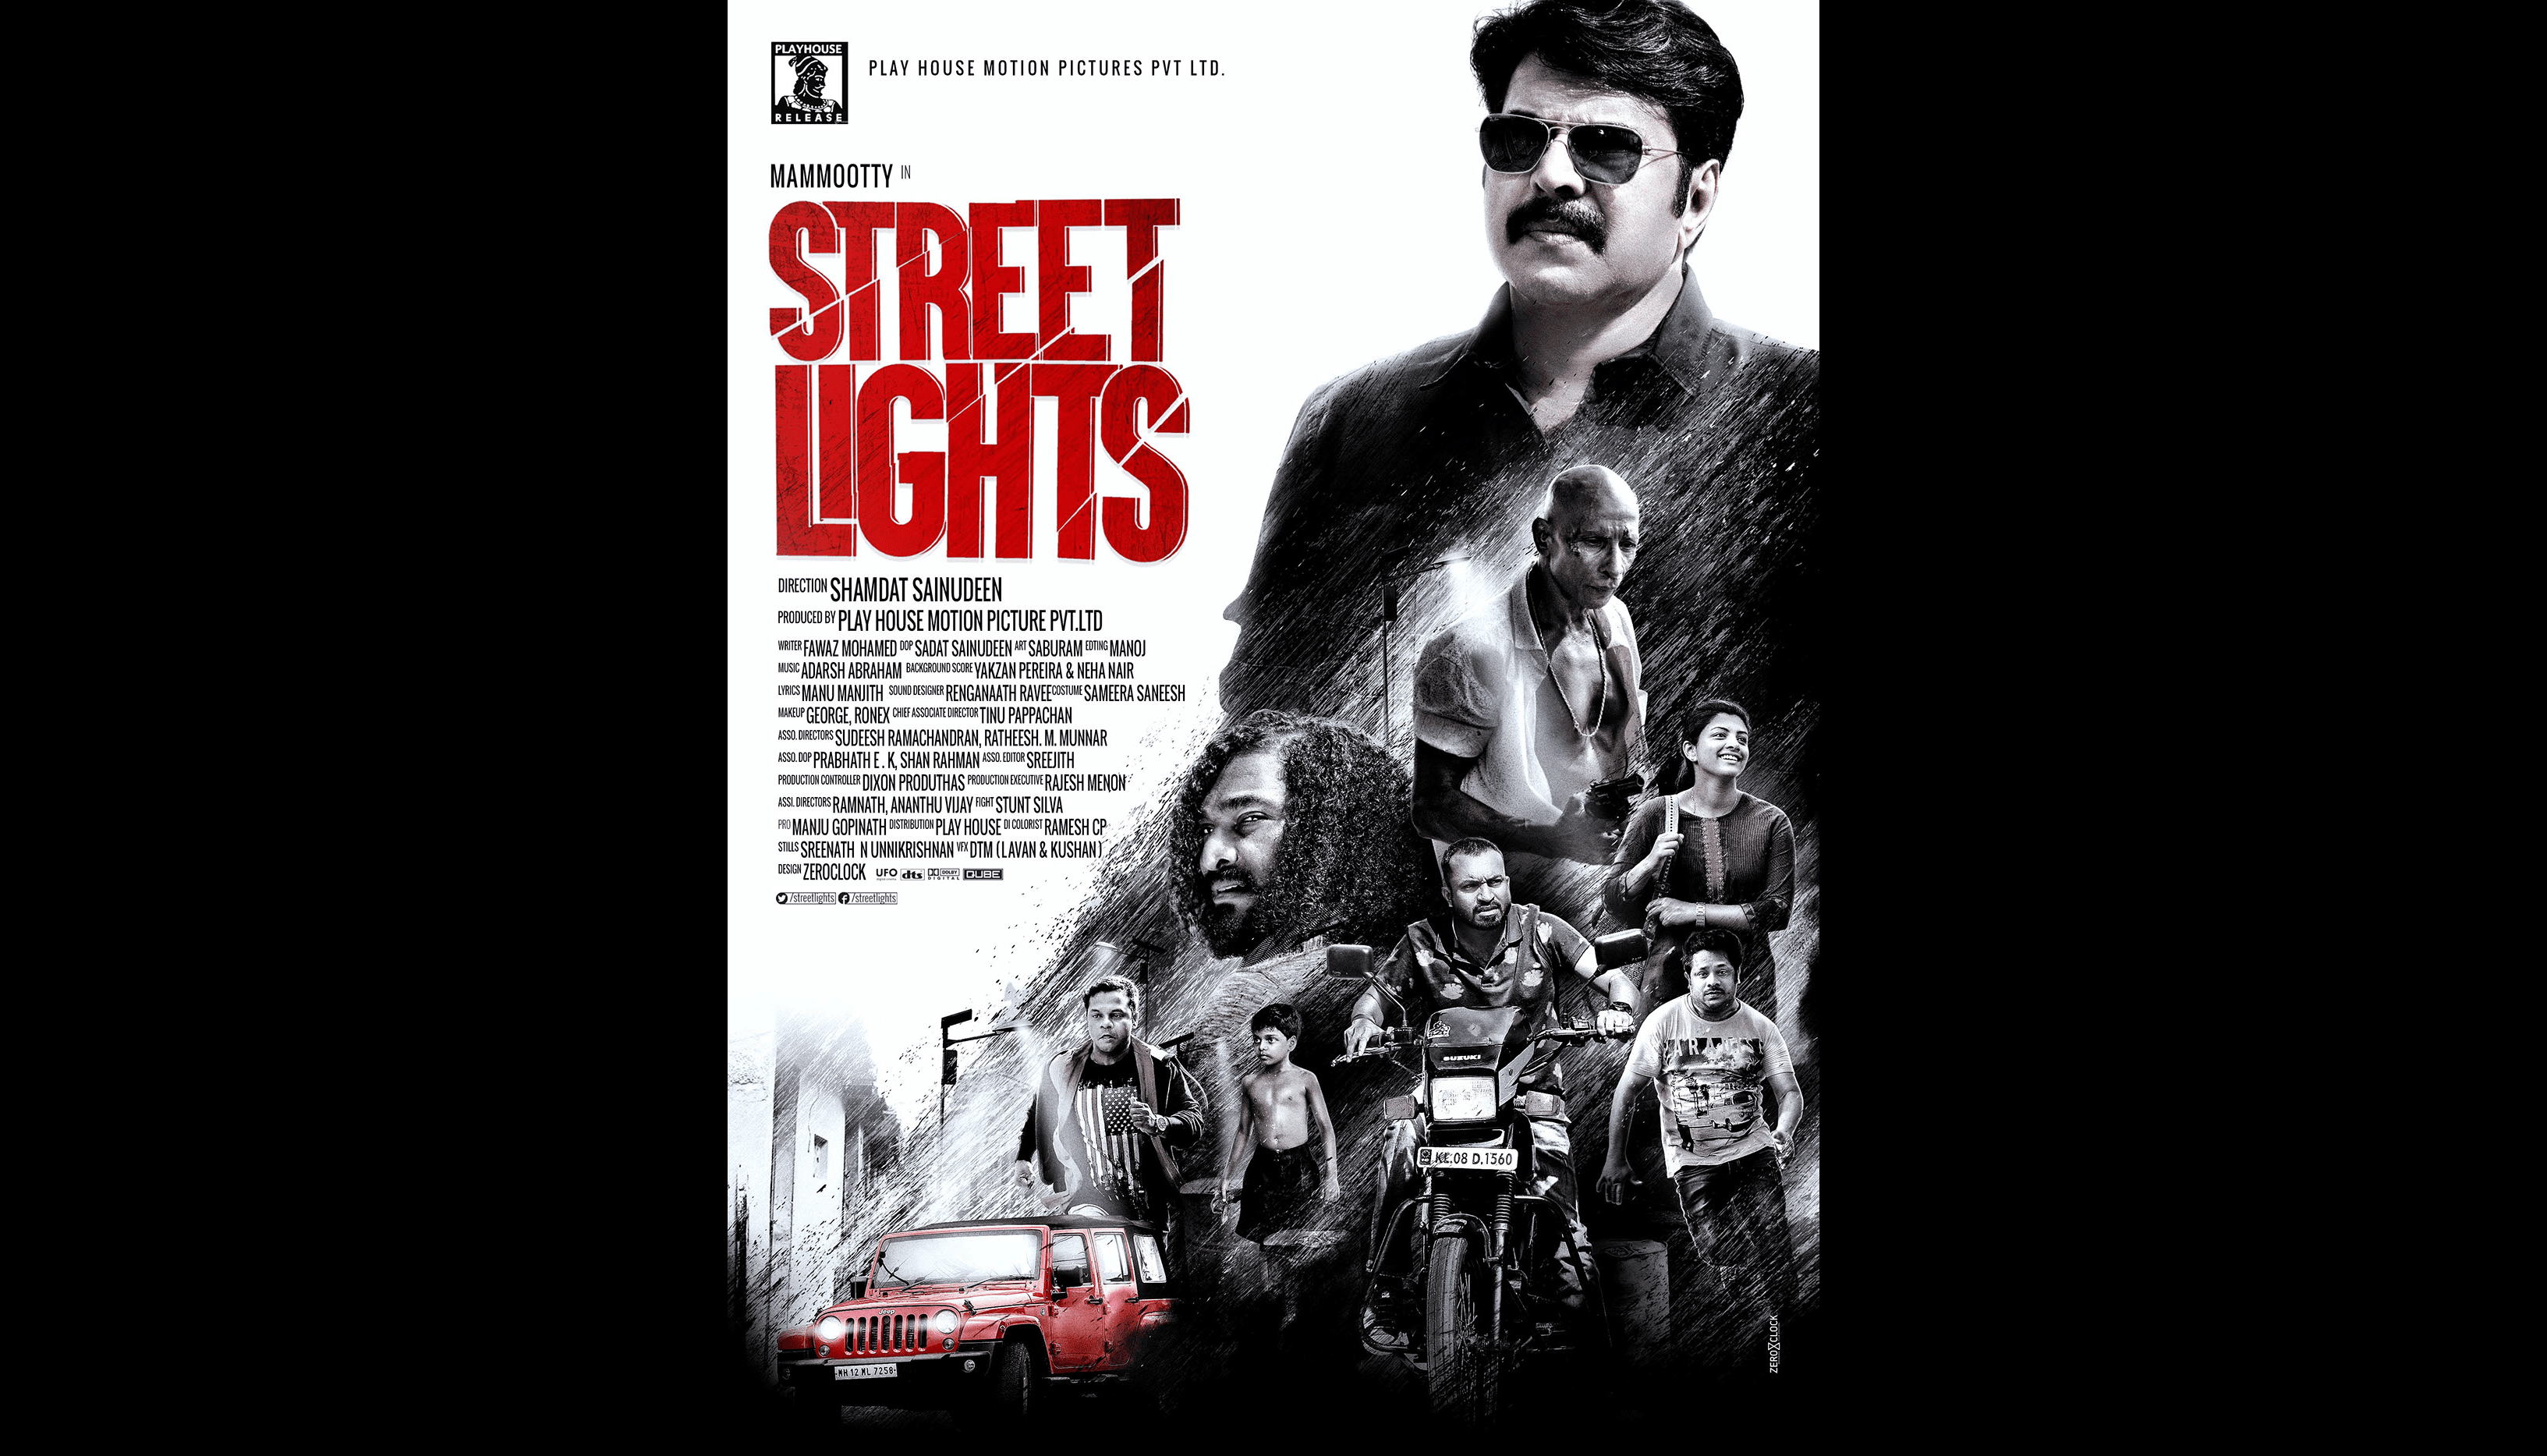 PLAYHOUSE
RELEASE
PLAY HOUSE MOTION PICTURES PVT LTD.
MAMMOOTTY IN
STREET
LIGHTS
DIRECTION SHAMDAT SAINUDEEN
PRODUCED BY PLAY HOUSE MOTION PICTURE PVT.LTD
WRITER FAWAZ MOHAMED DOP SADAT SAINUDEEN ART SABURAM EDTING MANOJ
MUSIC ADARSH ABRAHAM BACKGROUND SCORE YAKZAN PEREIRA & NEHA NAIR
LYRICS MANU MANJITH SOUND DESIGNER RENGANAATH RAVEE COSTUME SAMEERA SANEESH
MAKEUP GEORGE, RONEX CHIEF ASSOCIATE DIRECTOR TINU PAPPACHAN
ASSO. DIRECTORS SUDEESH RAMACHANDRAN, RATHEESH. M. MUNNAR
ASSO. DOP PRABHATH E . K, SHAN RAHMAN ASSO. EDITOR SREEJITH
PRODUCTION CONTROLLER DIXON PRODUTHAS PRODUCTION EXECUTIVE RAJESH MENON
ASSI. DIRECTORS RAMNATH, ANANTHU VIJAY FIGHT STUNT SILVA
PRO MANJU GOPINATH DISTRIBUTION PLAY HOUSE DI COLORIST RAMESH CP
STILLS SREENATH N UNNIKRISHNAN VFX DTM (LAVAN & KUSHAN)
DESIGN ZEROCLOCK UFO dts DOLBY DIGITAL QUBE
/streetlights /streetlights
SUZUKI
KL.08 D.1560
Jeep
MH 12 ML 7258
ZEROCLOCK